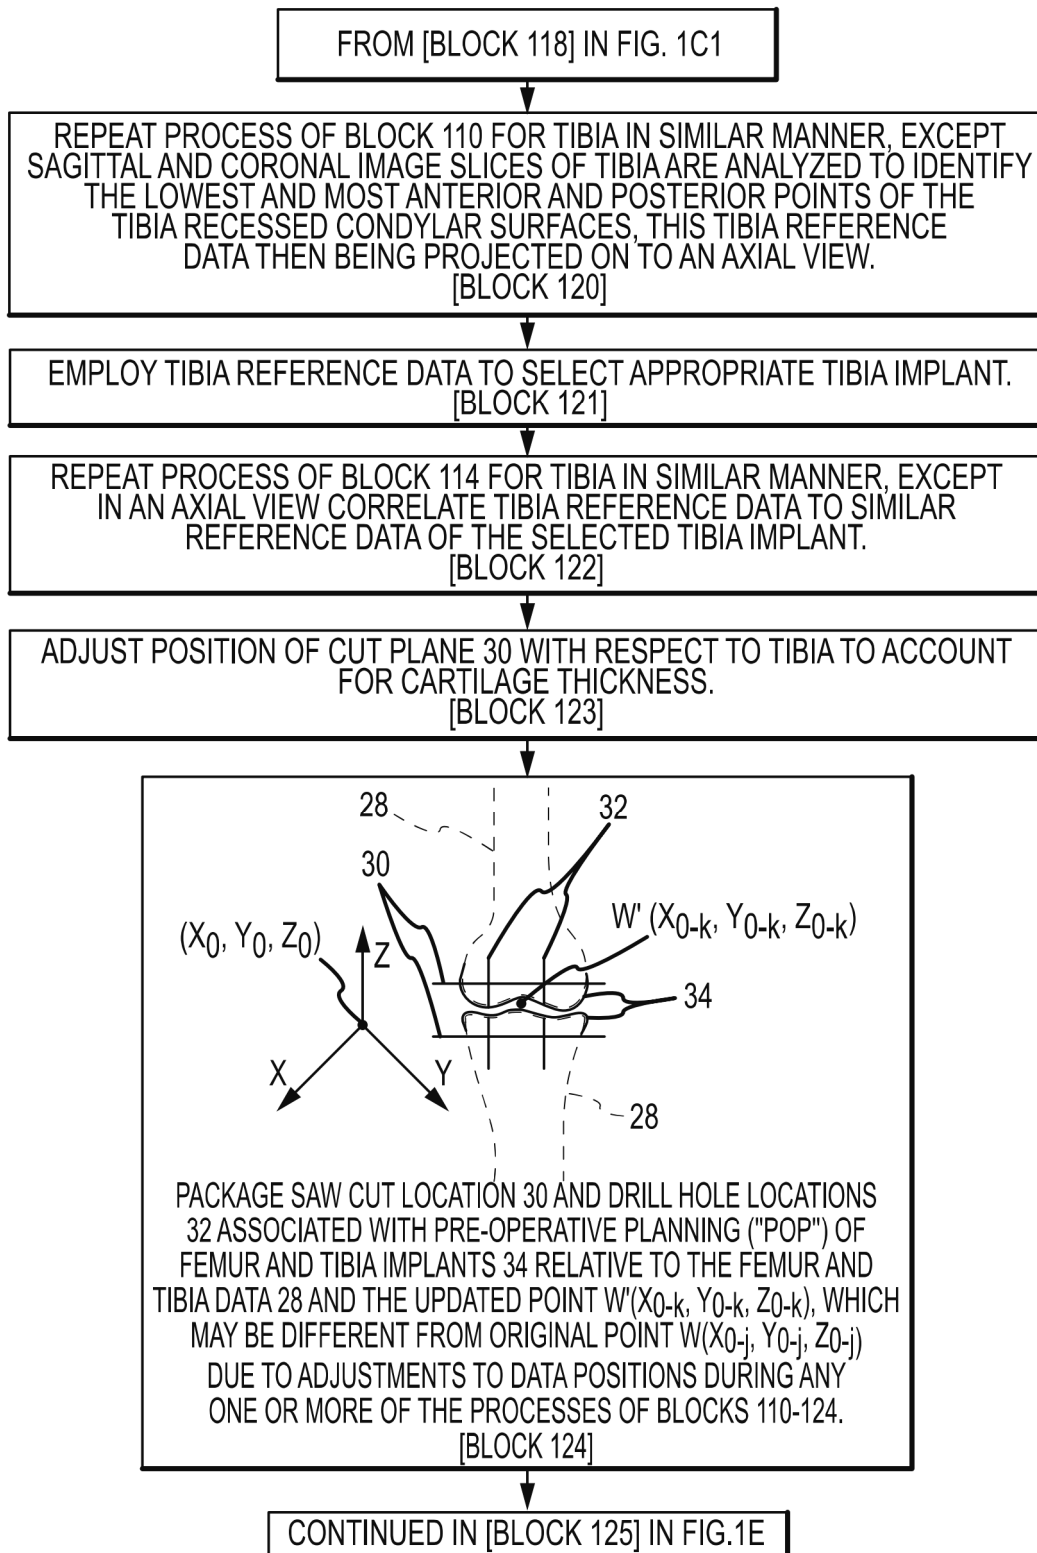 FROM [BLOCK 118] IN FIG. 1C1
REPEAT PROCESS OF BLOCK 110 FOR TIBIA IN SIMILAR MANNER, EXCEPT
SAGITTAL AND CORONAL IMAGE SLICES OF TIBIA ARE ANALYZED TO IDENTIFY
THE LOWEST AND MOST ANTERIOR AND POSTERIOR POINTS OF THE
TIBIA RECESSED CONDYLAR SURFACES, THIS TIBIA REFERENCE
DATA THEN BEING PROJECTED ON TO AN AXIAL VIEW.
[BLOCK 120]
EMPLOY TIBIA REFERENCE DATA TO SELECT APPROPRIATE TIBIA IMPLANT.
[BLOCK 121]
REPEAT PROCESS OF BLOCK 114 FOR TIBIA IN SIMILAR MANNER, EXCEPT
IN AN AXIAL VIEW CORRELATE TIBIA REFERENCE DATA TO SIMILAR
REFERENCE DATA OF THE SELECTED TIBIA IMPLANT.
[BLOCK 122]
ADJUST POSITION OF CUT PLANE 30 WITH RESPECT TO TIBIA TO ACCOUNT
FOR CARTILAGE THICKNESS.
[BLOCK 123]
28
32
30
W' (X0-k, Y0-k, Z0-k)
(X0, Y0, Z0)
Z
34
X
Y
28
PACKAGE SAW CUT LOCATION 30 AND DRILL HOLE LOCATIONS
32 ASSOCIATED WITH PRE-OPERATIVE PLANNING ("POP") OF
FEMUR AND TIBIA IMPLANTS 34 RELATIVE TO THE FEMUR AND
TIBIA DATA 28 AND THE UPDATED POINT W'(X0-k, Y0-k, Z0-k), WHICH
MAY BE DIFFERENT FROM ORIGINAL POINT W(X0-j, Y0-j, Z0-j)
DUE TO ADJUSTMENTS TO DATA POSITIONS DURING ANY
ONE OR MORE OF THE PROCESSES OF BLOCKS 110-124.
[BLOCK 124]
CONTINUED IN [BLOCK 125] IN FIG.1E